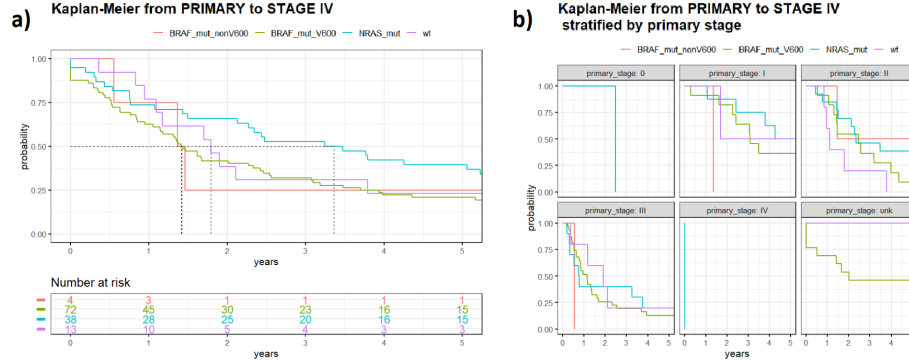 a)
Kaplan-Meier from PRIMARY to STAGE IV
BRAF_mut_nonV600 BRAF_mut_V600 NRAS_mut wt
probability
1.00
0.75
0.50
0.25
0.00
0 1 2 3 4 5
years
Number at risk
4 3 1 1 1 1
72 45 30 23 16 15
38 28 25 20 16 15
13 10 5 4 3 3
0 1 2 3 4 5
years
b)
Kaplan-Meier from PRIMARY to STAGE IV
stratified by primary stage
BRAF_mut_nonV600 BRAF_mut_V600 NRAS_mut wt
primary_stage: 0 primary_stage: I primary_stage: II
1.00
0.75
0.50
0.25
0.00
probability
primary_stage: III primary_stage: IV primary_stage: unk
1.00
0.75
0.50
0.25
0.00
0 1 2 3 4 5 0 1 2 3 4 5 0 1 2 3 4 5
years